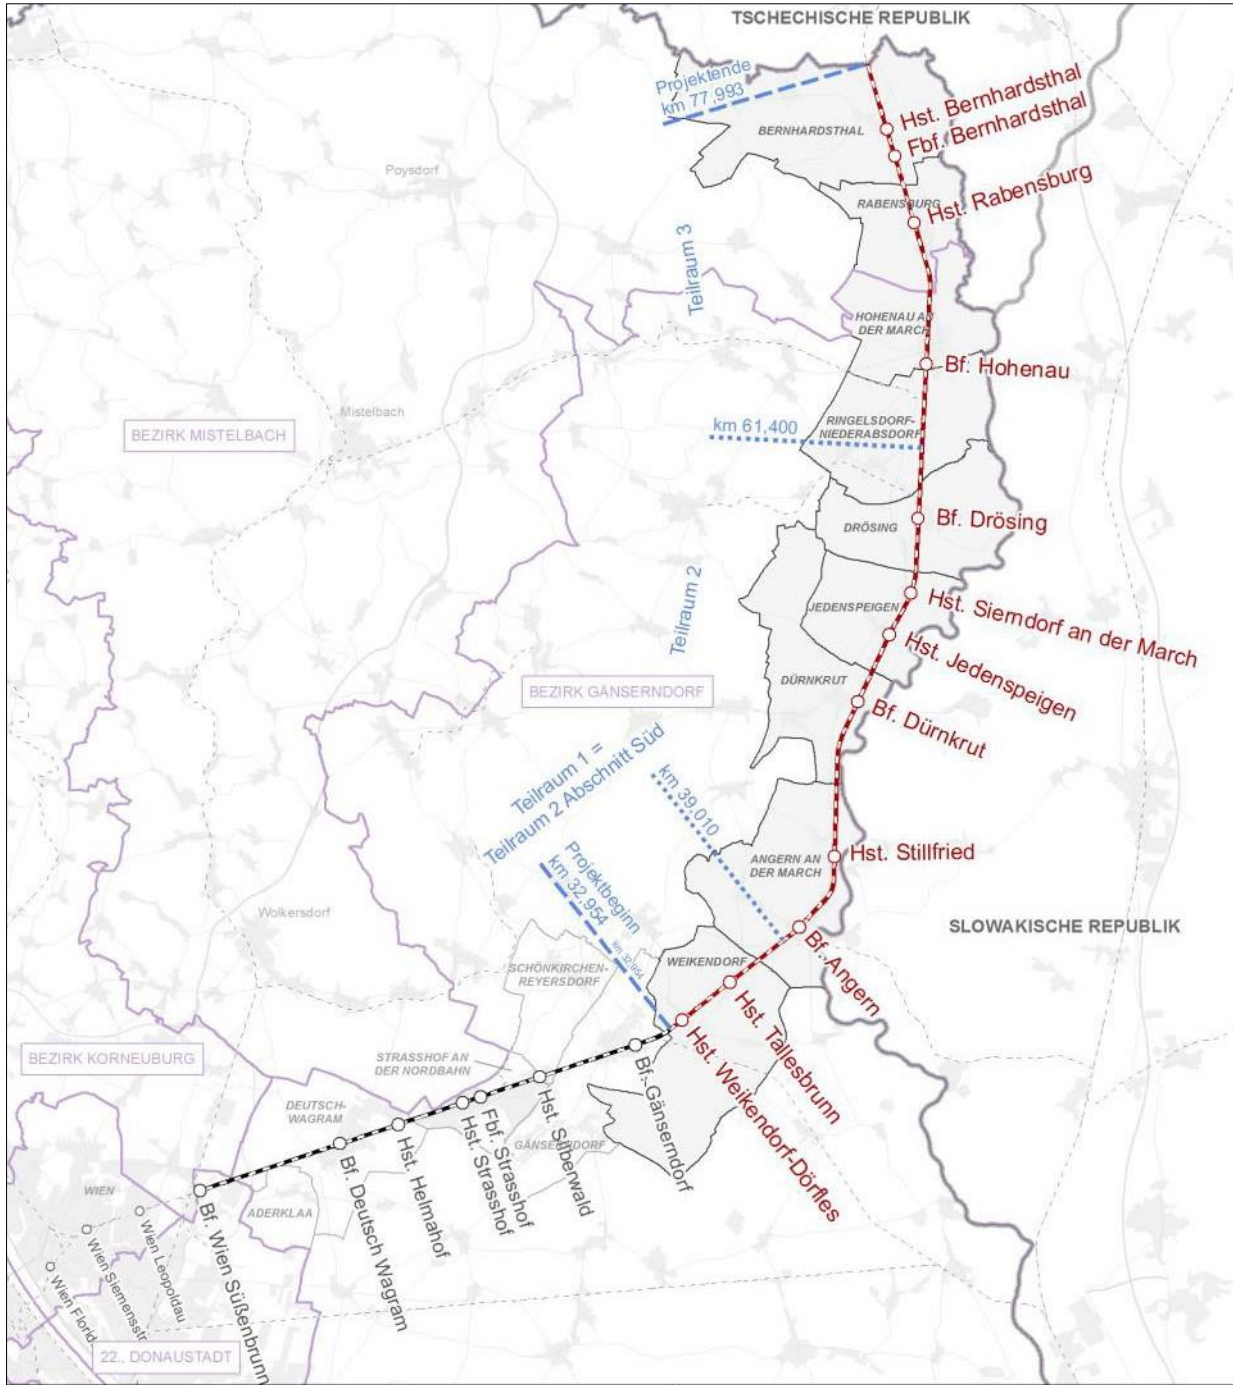 TSCHECHISCHE REPUBLIK
Projektende
km 77,993
Hst. Bernhardsthal
Fbf. Bernhardsthal
BERNHARDSTHAL
Poysdorf
Hst. Rabensburg
RABENSBURG
Teilraum 3
HOHENAU AN
DER MARCH
Bf. Hohenau
Mistelbach
BEZIRK MISTELBACH
km 61,400
RINGELSDORF-
NIEDERABSDORF
Bf. Drösing
DRÖSING
Teilraum 2
JEDENSPEIGEN
Hst. Sierndorf an der March
Hst. Jedenspeigen
BEZIRK GÄNSERNDORF
DÜRNKRUT
Bf. Dürnkrut
Teilraum 1 =
Teilraum 2 Abschnitt Süd
km 39,010
Projektbeginn
km 32,954
km 32,954
ANGERN AN
DER MARCH
Hst. Stillfried
Wolkersdorf
SLOWAKISCHE REPUBLIK
Bf. Angern
WEIKENDORF
SCHÖNKIRCHEN-
REYERSDORF
Hst. Tallesbrunn
Hst. Weikendorf-Dörfles
BEZIRK KORNEUBURG
STRASSHOF AN
DER NORDBAHN
Bf. Gänserndorf
Hst. Silberwald
Fbf. Strasshof
Hst. Strasshof
Hst. Helmahof
Bf. Deutsch Wagram
DEUTSCH-
WAGRAM
GÄNSERNDORF
WIEN
ADERKLAA
Bf. Wien Süßenbrunn
Wien Leopoldau
Wien Siemensstr
Wien Florid
22., DONAUSTADT